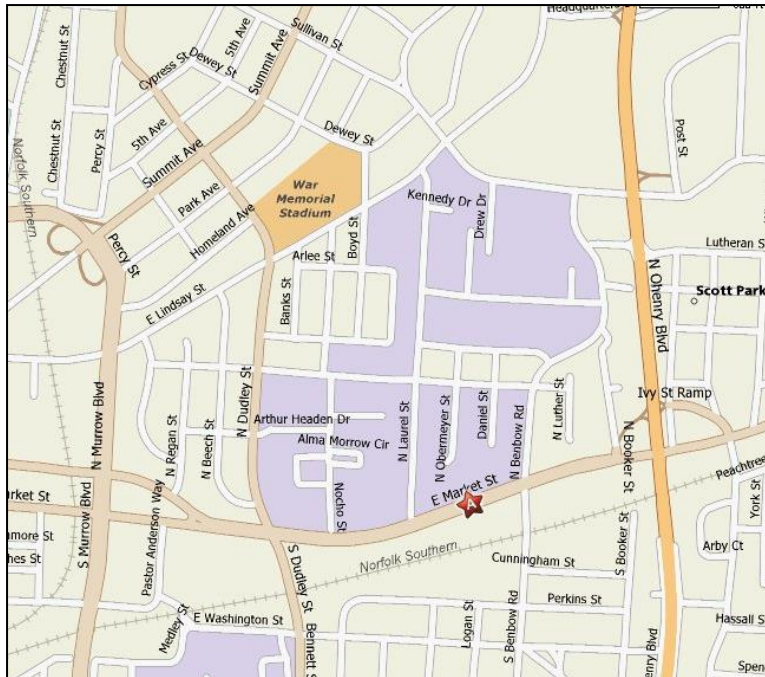 Headquarters
Chestnut St
5th Ave
Summit Ave
Sullivan St
Cypress St
Dewey St
Dewey St
Chestnut St
Percy St
5th Ave
Summit Ave
Post St
Norfolk Southern
War
Memorial
Stadium
Park Ave
Homeland Ave
Kennedy Dr
Drew Dr
Percy St
Boyd St
Arlee St
Lutheran S
N Ohenry Blvd
Scott Park
E Lindsay St
Banks St
N Murrow Blvd
N Dudley St
Ivy St Ramp
Arthur Headen Dr
Alma Morrow Cir
N Regan St
N Beech St
N Laurel St
N Obermeyer St
Daniel St
N Benbow Rd
N Luther St
N Booker St
E Market St
A
arket St
Nocho St
Peachtree
S Murrow Blvd
Pastor Anderson Way
York St
nmore St
hes St
Norfolk Southern
Cunningham St
S Booker St
Arby Ct
S Dudley St
Perkins St
Medley St
E Washington St
Bennett S
Logan St
S Benbow Rd
enry Blvd
Hassall S
Spen